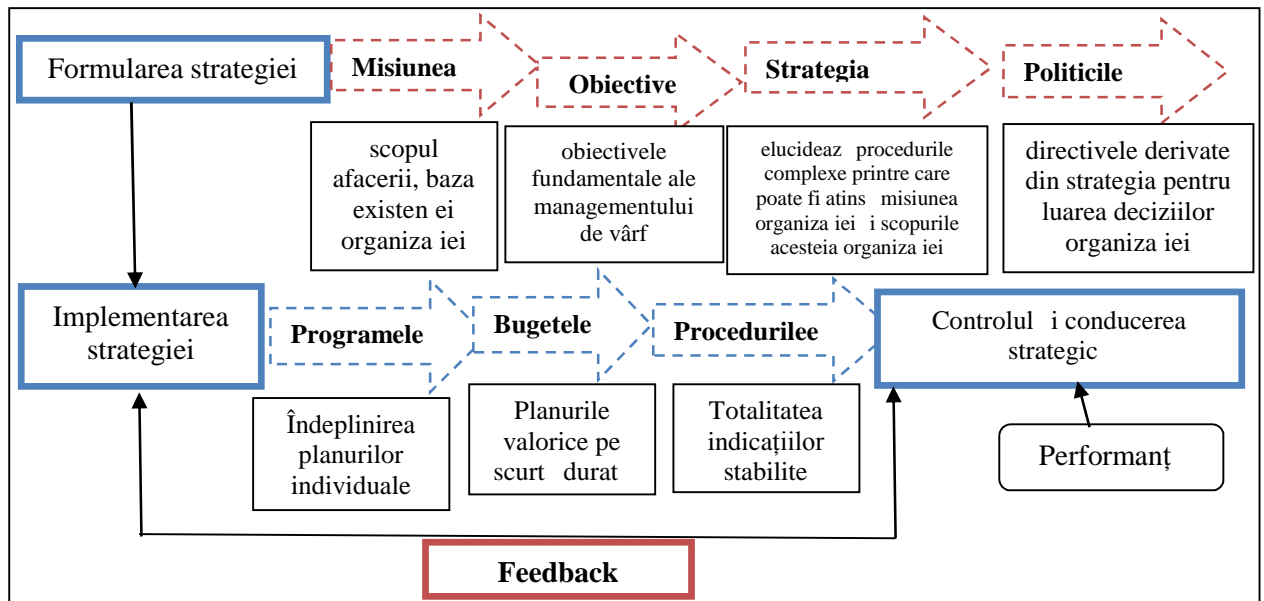 Formularea strategiei
Misiunea
Obiective
Strategia
Politicile
scopul
afacerii, baza
existen ei
organiza iei
obiectivele
fundamentale ale
managementului
de vârf
elucideaz procedurile
complexe printre care
poate fi atins misiunea
organiza iei i scopurile
acesteia organiza iei
directivele derivate
din strategia pentru
luarea deciziilor
organiza iei
Implementarea
strategiei
Programele
Bugetele
Procedurilee
Controlul i conducerea
strategic
Îndeplinirea
planurilor
individuale
Planurile
valorice pe
scurt durat
Totalitatea
indicațiilor
stabilite
Performanț
Feedback